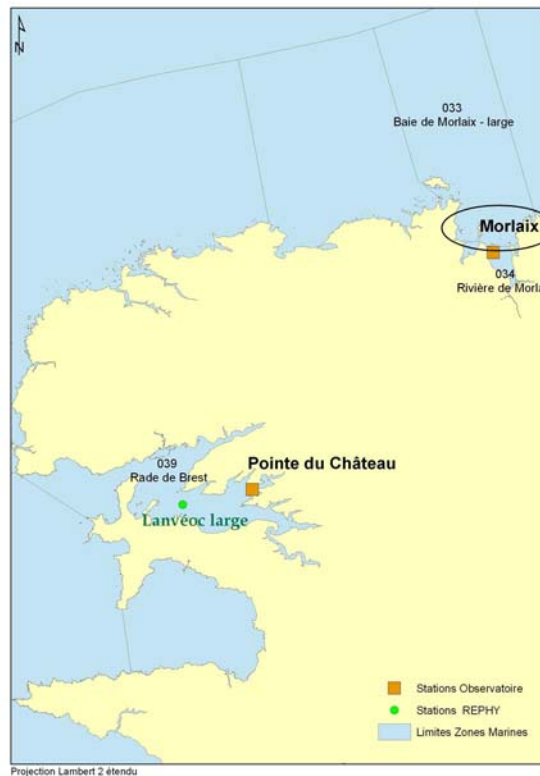 N
033
Baie de Morlaix - large
Morlaix
034
Rivière de Morla
039
Rade de Brest
Pointe du Château
Lanvéoc large
Stations Observatoire
Stations REPHY
Limites Zones Marines
Projection Lambert 2 étendu